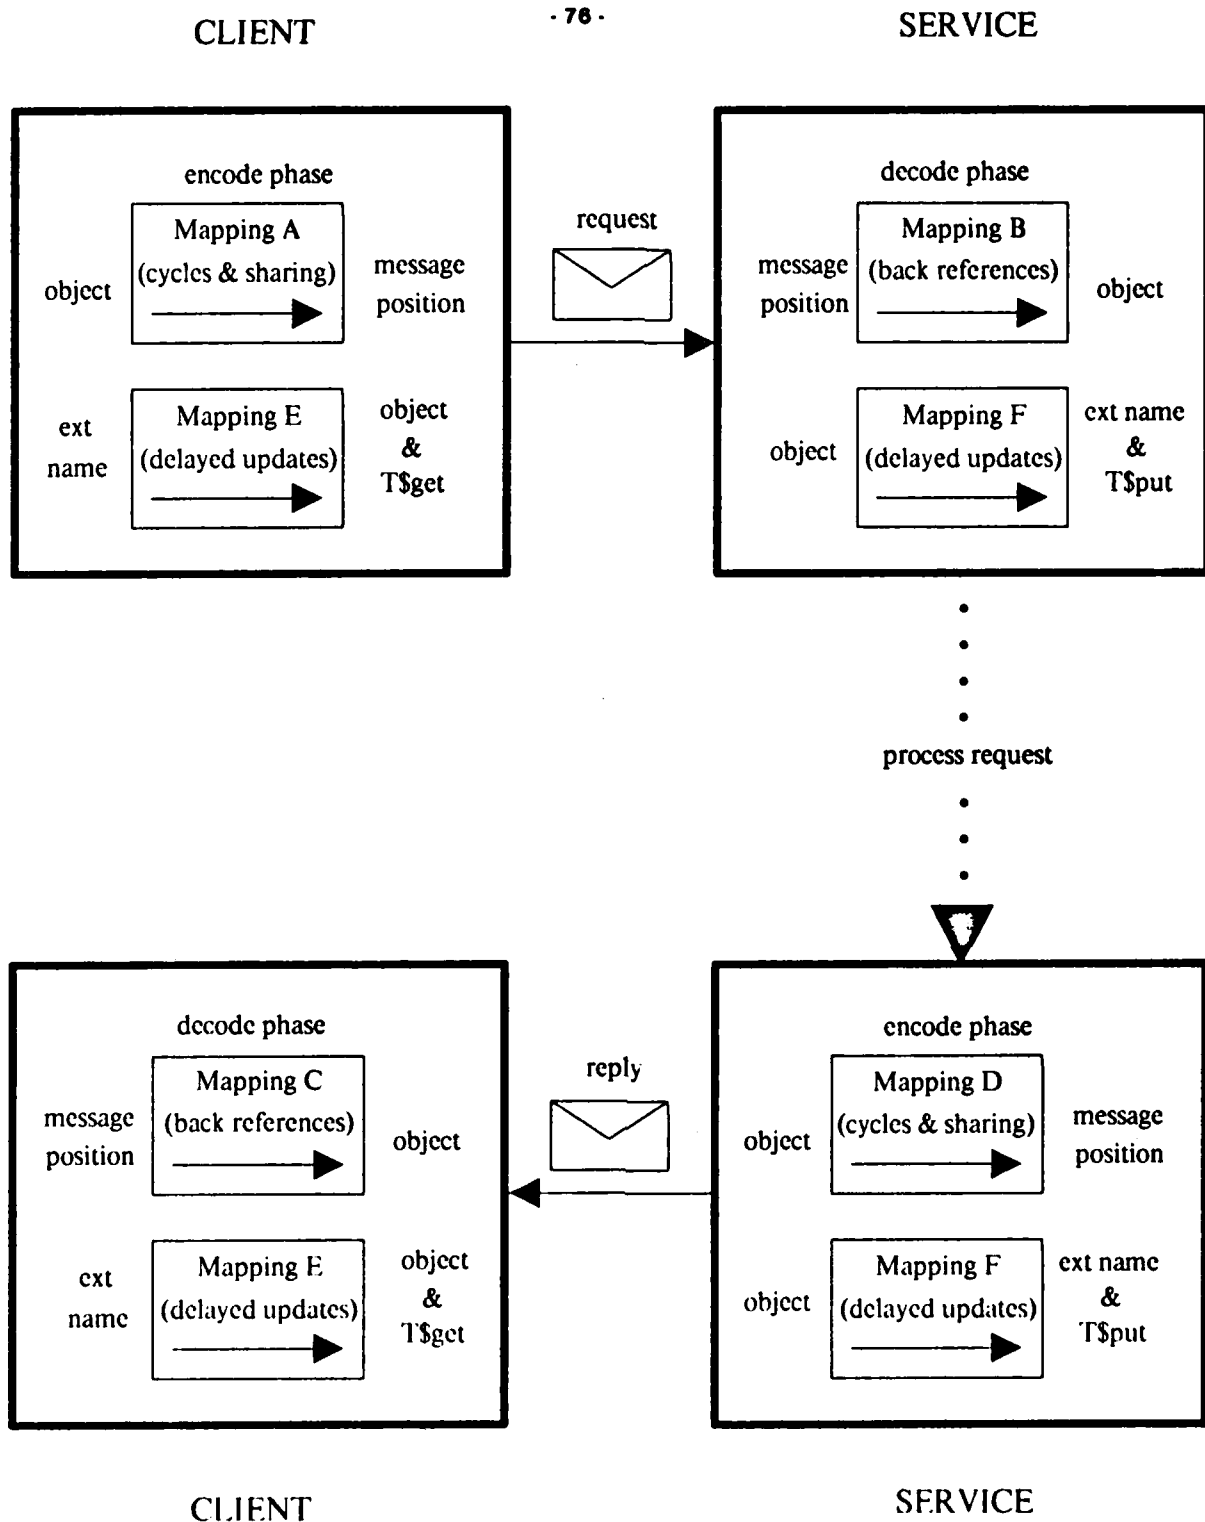 - 76 -
CLIENT
SERVICE
encode phase
Mapping A
(cycles & sharing)
object
message
position
ext
name
Mapping E
(delayed updates)
object
&
T$get
request
decode phase
Mapping B
(back references)
message
position
object
object
Mapping F
(delayed updates)
ext name
&
T$put
process request
decode phase
Mapping C
(back references)
message
position
object
ext
name
Mapping E
(delayed updates)
object
&
T$get
reply
encode phase
Mapping D
(cycles & sharing)
object
message
position
object
Mapping F
(delayed updates)
ext name
&
T$put
CLIENT
SERVICE